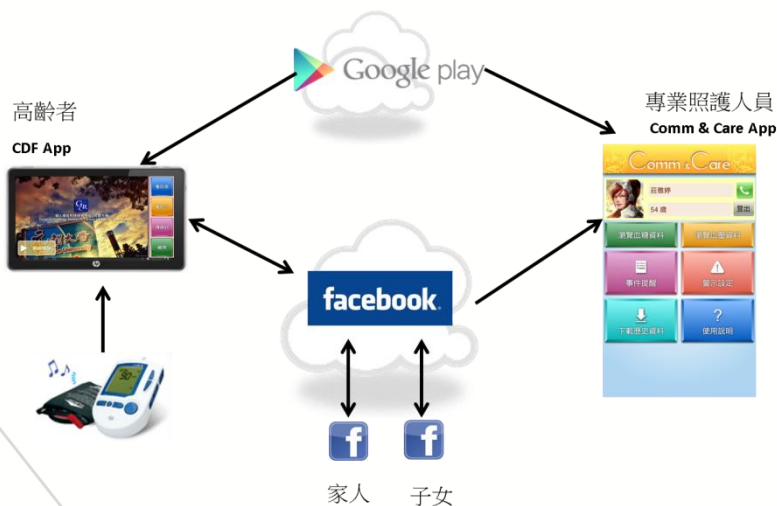 Google play
高齡者
CDF App
專業照護人員
Comm & Care App
Comm & Care
莊雅婷
54 歲
登出
瀏覽血糖資料
瀏覽血壓資料
事件提醒
警示設定
下載歷史資料
使用說明
facebook
家人
子女